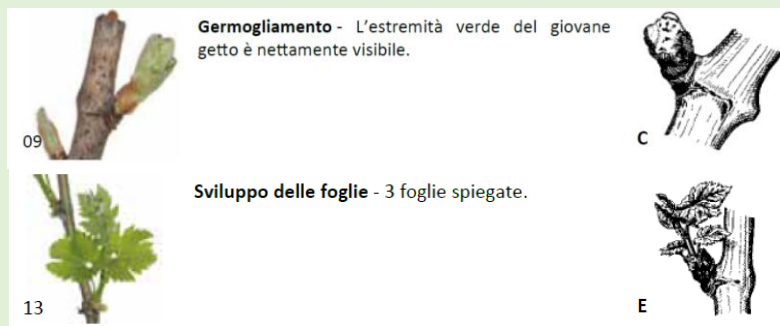 Germogliamento - L'estremità verde del giovane
getto è nettamente visibile.
09
C
Sviluppo delle foglie - 3 foglie spiegate.
13
E